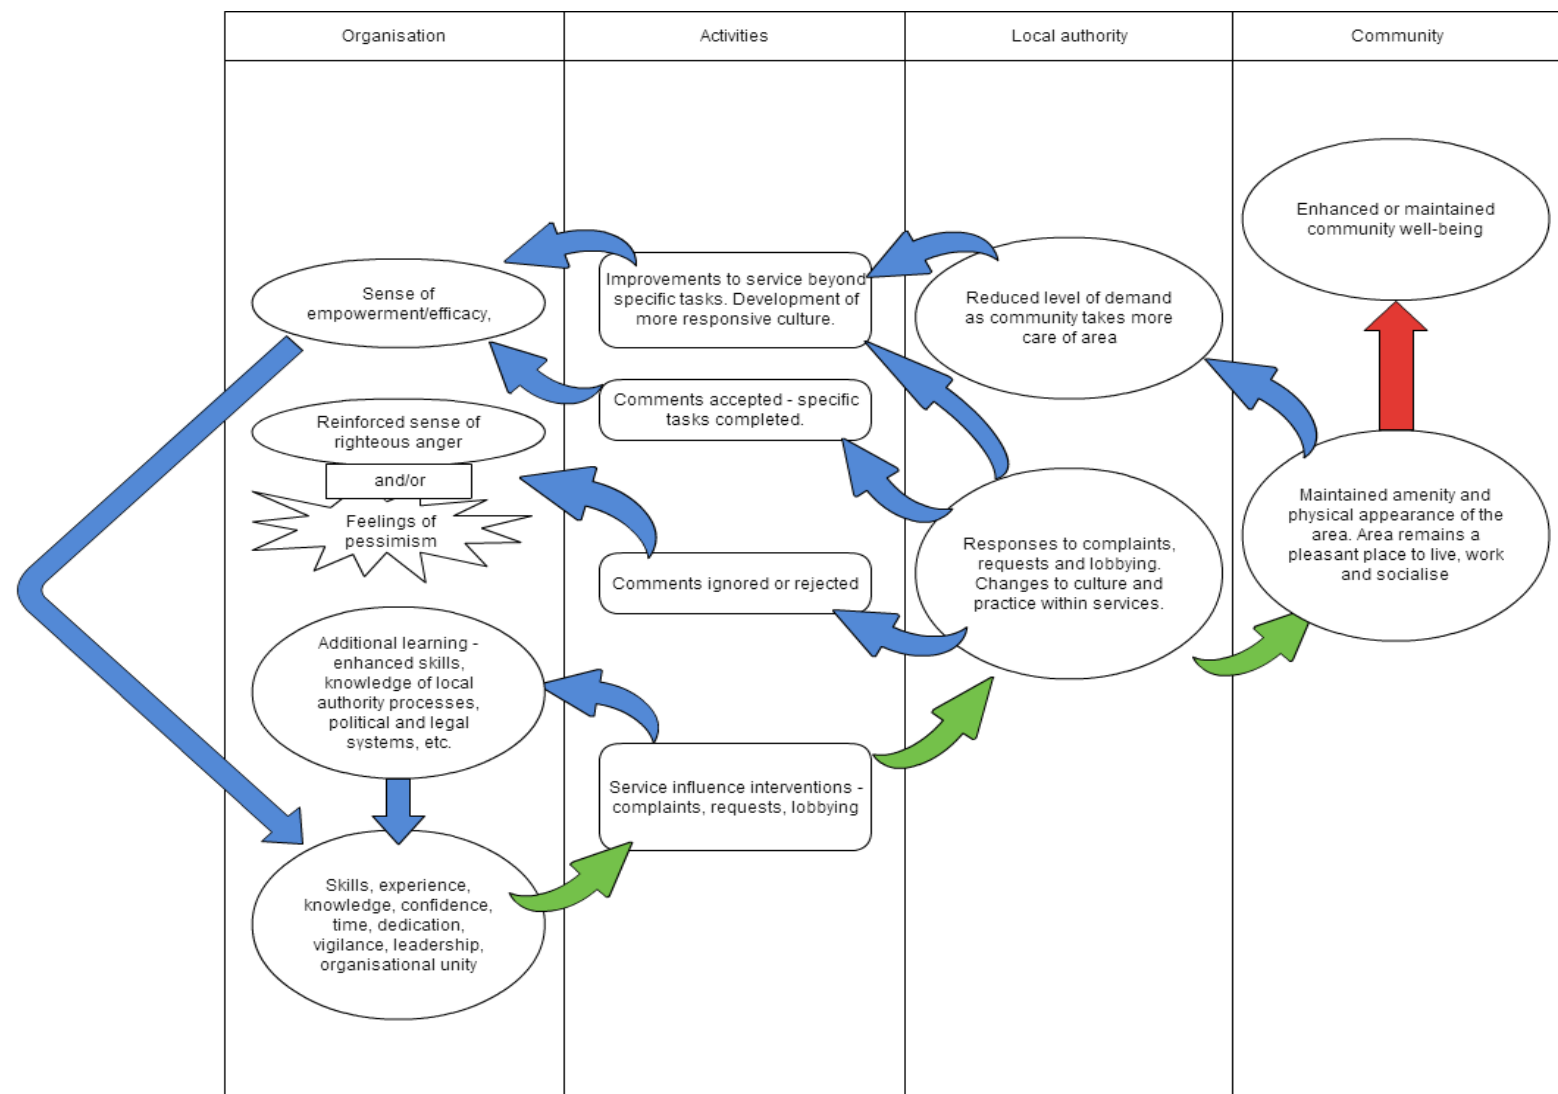 Organisation
Activities
Local authority
Community
Enhanced or maintained
community well-being
Sense of
empowerment/efficacy,
Improvements to service beyond
specific tasks. Development of
more responsive culture.
Reduced level of demand
as community takes more
care of area
Comments accepted - specific
tasks completed.
Reinforced sense of
righteous anger
and/or
Feelings of
pessimism
Comments ignored or rejected
Responses to complaints,
requests and lobbying.
Changes to culture and
practice within services.
Maintained amenity and
physical appearance of the
area. Area remains a
pleasant place to live, work
and socialise
Additional learning -
enhanced skills,
knowledge of local
authority processes,
political and legal
systems, etc.
Service influence interventions -
complaints, requests, lobbying
Skills, experience,
knowledge, confidence,
time, dedication,
vigilance, leadership,
organisational unity